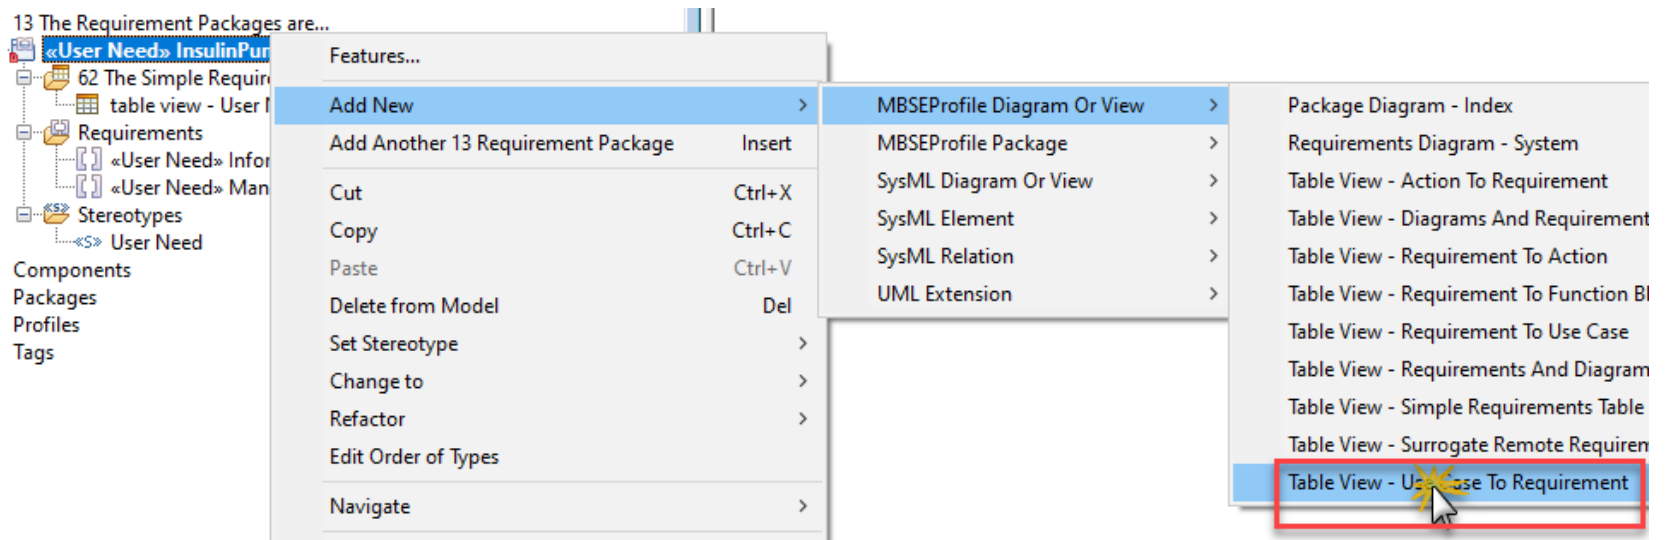 13 The Requirement Packages are...
«User Need» InsulinPur
62 The Simple Require
table view - User N
Requirements
«User Need» Infor
«User Need» Man
Stereotypes
«S» User Need
Components
Packages
Profiles
Tags
Features...
Add New
Add Another 13 Requirement Package Insert
Cut Ctrl+X
Copy Ctrl+C
Paste Ctrl+V
Delete from Model Del
Set Stereotype
Change to
Refactor
Edit Order of Types
Navigate
MBSEProfile Diagram Or View
MBSEProfile Package
SysML Diagram Or View
SysML Element
SysML Relation
UML Extension
Package Diagram - Index
Requirements Diagram - System
Table View - Action To Requirement
Table View - Diagrams And Requirement
Table View - Requirement To Action
Table View - Requirement To Function Bl
Table View - Requirement To Use Case
Table View - Requirements And Diagram
Table View - Simple Requirements Table
Table View - Surrogate Remote Requirem
Table View - Use Case To Requirement